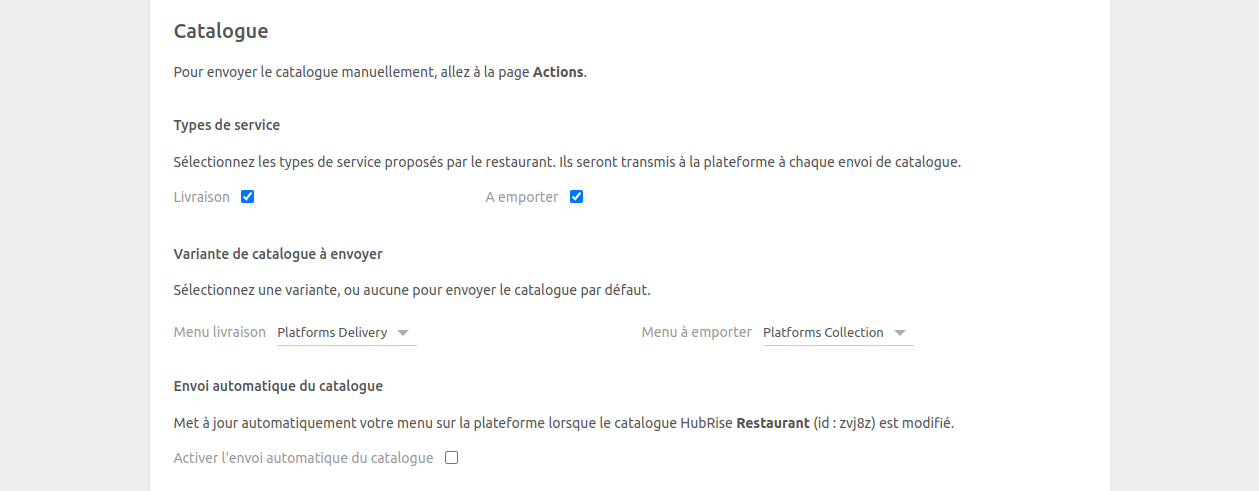 Catalogue
Pour envoyer le catalogue manuellement, allez à la page Actions.
Types de service
Sélectionnez les types de service proposés par le restaurant. Ils seront transmis à la plateforme à chaque envoi de catalogue.
Livraison A emporter
Variante de catalogue à envoyer
Sélectionnez une variante, ou aucune pour envoyer le catalogue par défaut.
Menu livraison Platforms Delivery Menu à emporter Platforms Collection
Envoi automatique du catalogue
Met à jour automatiquement votre menu sur la plateforme lorsque le catalogue HubRise Restaurant (id : zvj8z) est modifié.
Activer l'envoi automatique du catalogue